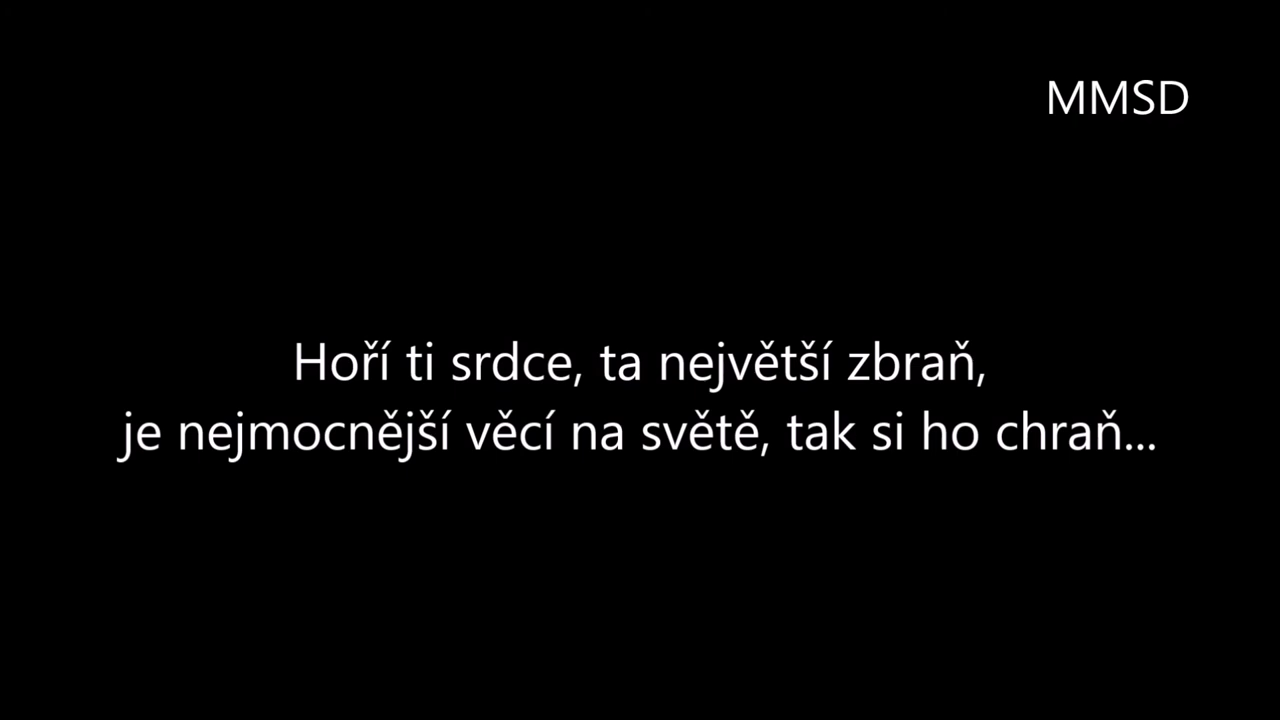 MMSD
Hoří ti srdce, ta největší zbraň,
je nejmocnější věcí na světě, tak si ho chraň...